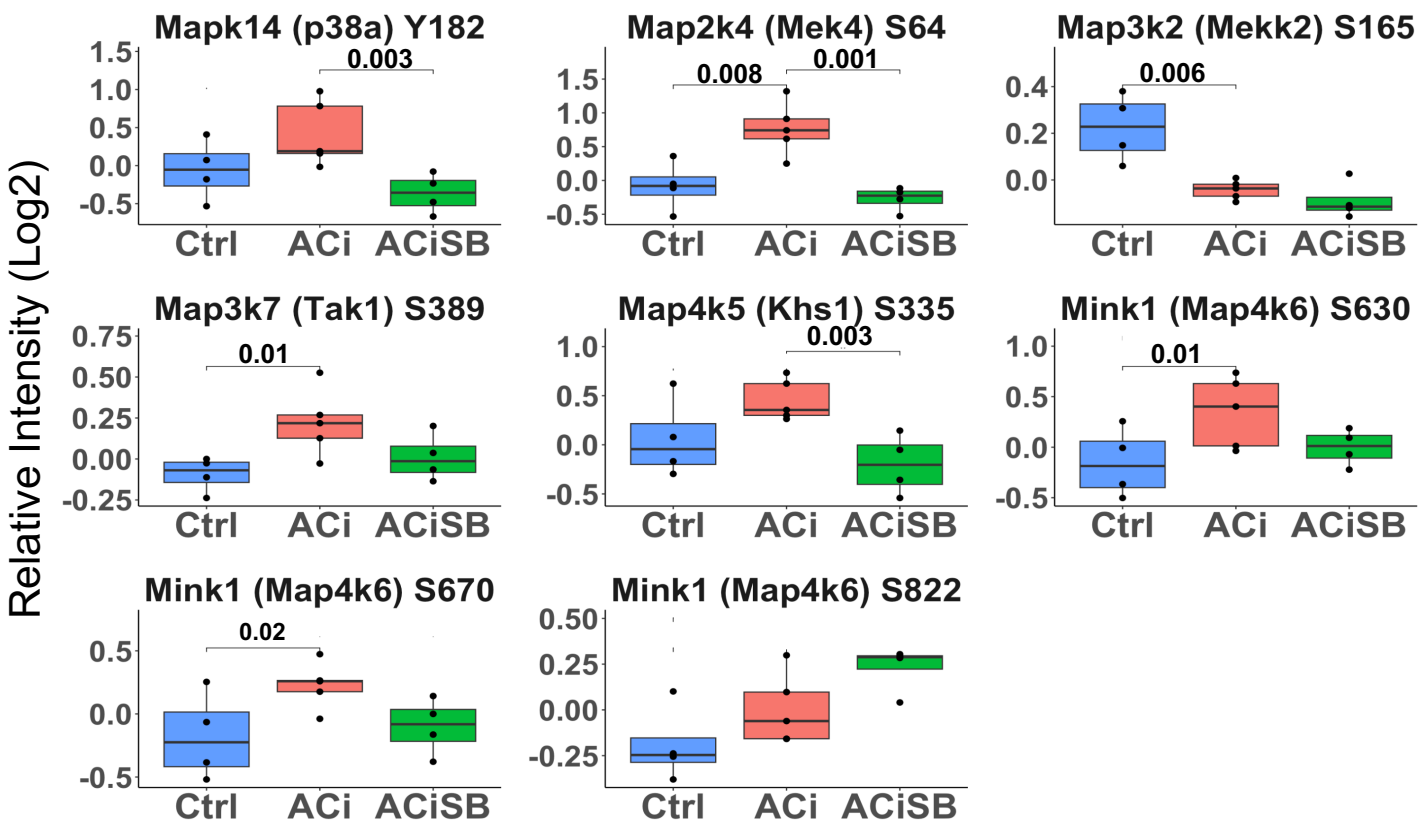 Relative Intensity (Log2)
Mapk14 (p38a) Y182
1.5
1.0
0.5
0.0
-0.5
0.003
Ctrl ACi ACiSB
Map2k4 (Mek4) S64
1.5
1.0
0.5
0.0
-0.5
0.008 0.001
Ctrl ACi ACiSB
Map3k2 (Mekk2) S165
0.4
0.2
0.0
0.006
Ctrl ACi ACiSB
Map3k7 (Tak1) S389
0.75
0.50
0.25
0.00
-0.25
0.01
Ctrl ACi ACiSB
Map4k5 (Khs1) S335
1.0
0.5
0.0
-0.5
0.003
Ctrl ACi ACiSB
Mink1 (Map4k6) S630
1.0
0.5
0.0
-0.5
0.01
Ctrl ACi ACiSB
Mink1 (Map4k6) S670
0.5
0.0
-0.5
0.02
Ctrl ACi ACiSB
Mink1 (Map4k6) S822
0.50
0.25
0.00
-0.25
Ctrl ACi ACiSB